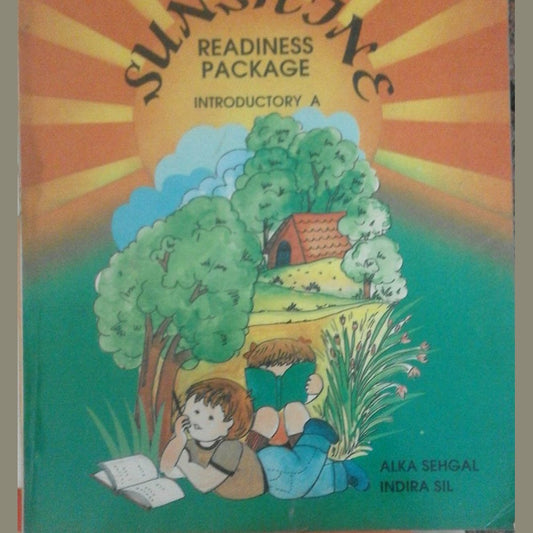 SUNSHINE
READINESS
PACKAGE
INTRODUCTORY A
ALKA SEHGAL
INDIRA SIL